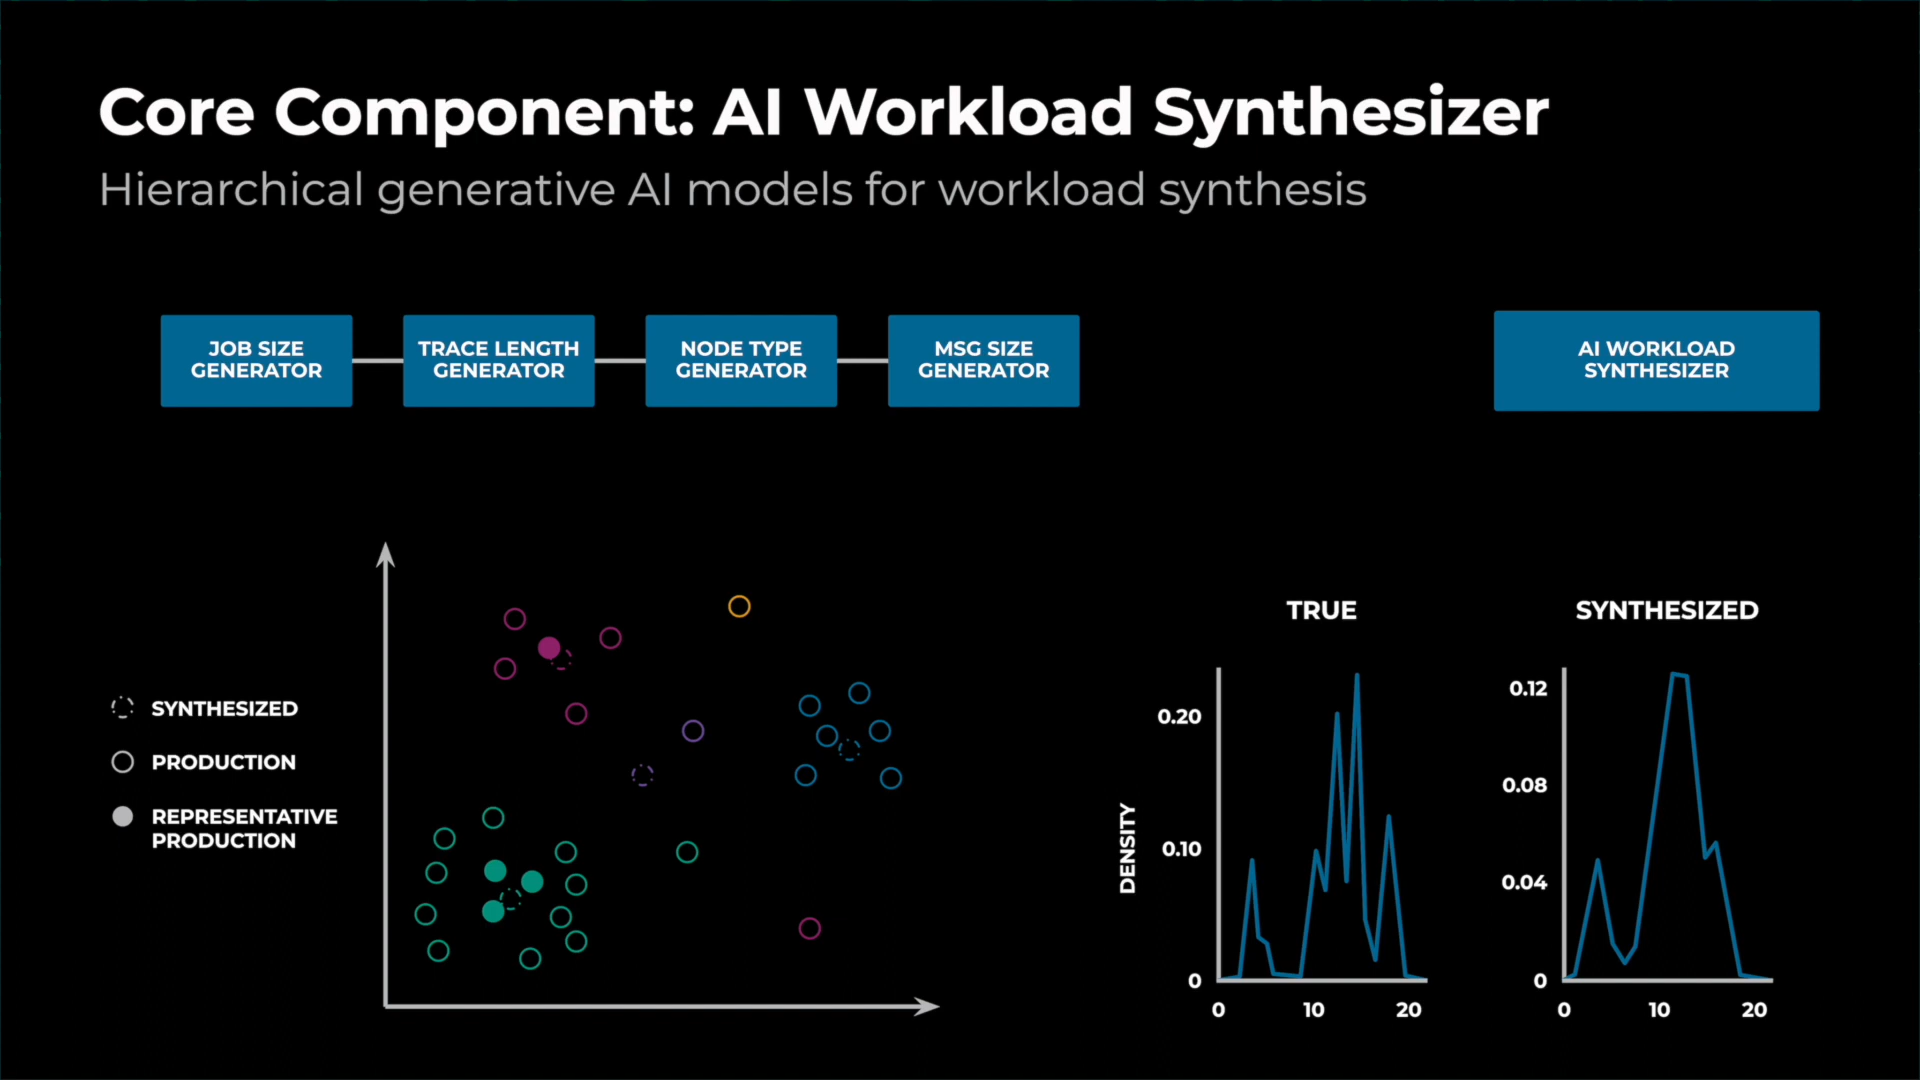 Core Component: AI Workload Synthesizer
Hierarchical generative AI models for workload synthesis
JOB SIZE
GENERATOR
TRACE LENGTH
GENERATOR
NODE TYPE
GENERATOR
MSG SIZE
GENERATOR
AI WORKLOAD
SYNTHESIZER
SYNTHESIZED
PRODUCTION
REPRESENTATIVE
PRODUCTION
TRUE
DENSITY
0.20
0.10
0
0
10
20
SYNTHESIZED
0.12
0.08
0.04
0
0
10
20